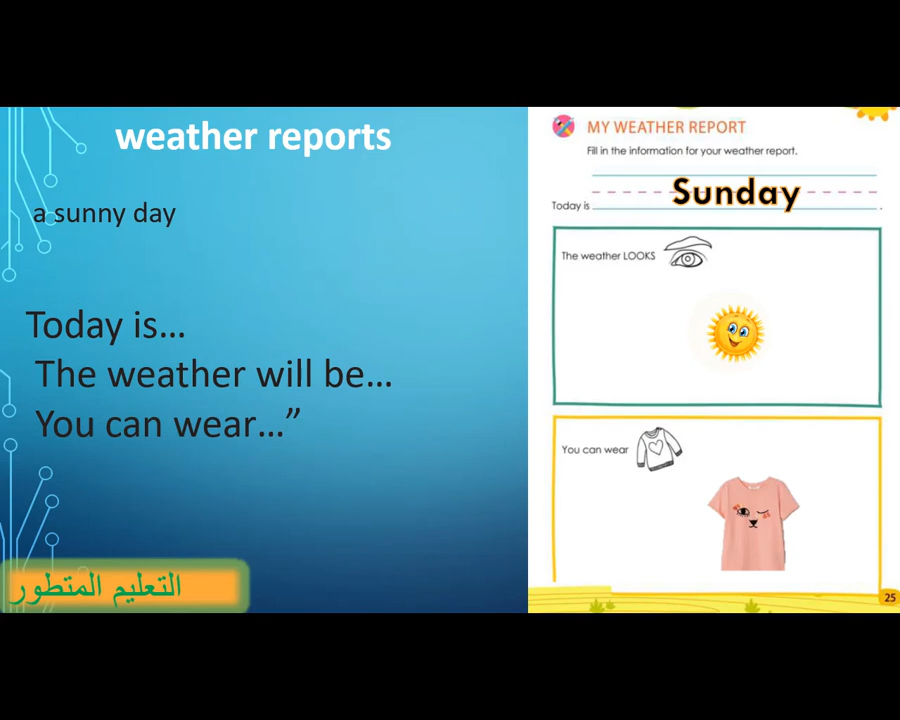 weather reports
a sunny day
Today is...
The weather will be...
You can wear...”
التعليم المتطور
MY WEATHER REPORT
Fill in the information for your weather report.
Today is Sunday .
The weather LOOKS
You can wear
25